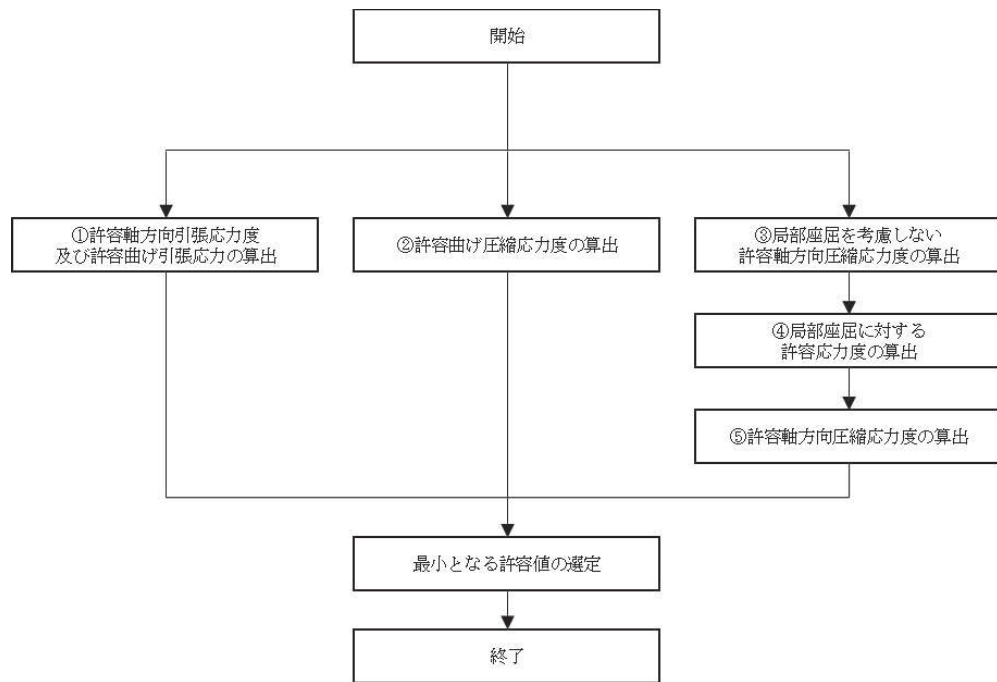 開始
①許容軸方向引張応力度
及び許容曲げ引張応力の算出
②許容曲げ圧縮応力度の算出
③局部座屈を考慮しない
許容軸方向圧縮応力度の算出
④局部座屈に対する
許容応力度の算出
⑤許容軸方向圧縮応力度の算出
最小となる許容値の選定
終了